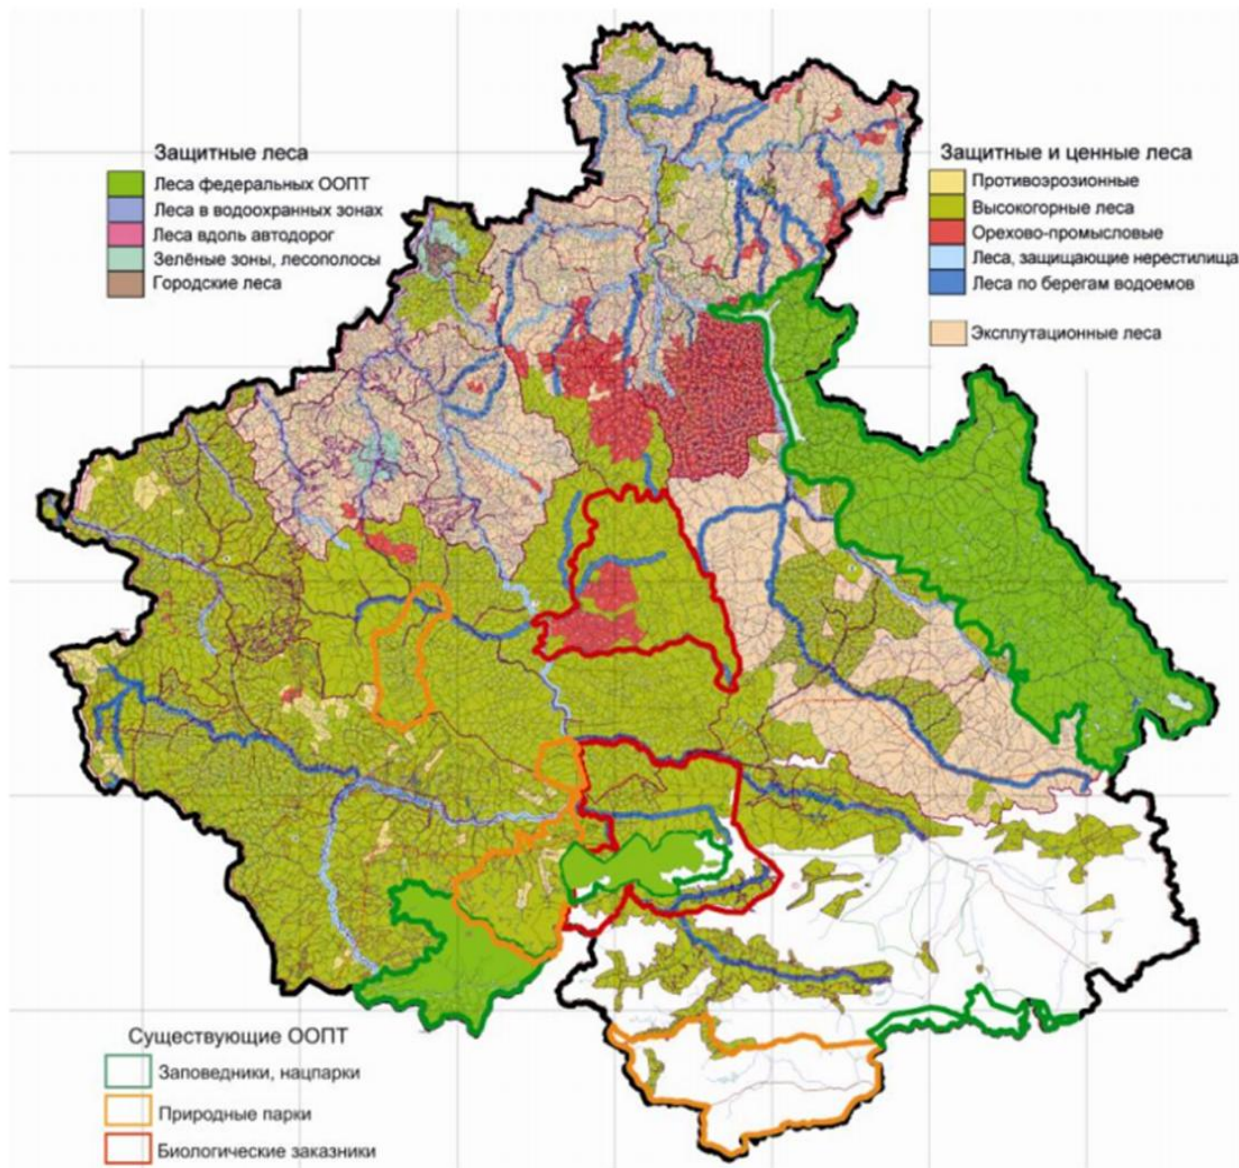 Защитные леса
Леса федеральных ООПТ
Леса в водоохранных зонах
Леса вдоль автодорог
Зелёные зоны, лесополосы
Городские леса
Защитные и ценные леса
Противоэрозионные
Высокогорные леса
Орехово-промысловые
Леса, защищающие нерестилища
Леса по берегам водоемов
Эксплутационные леса
Существующие ООПТ
Заповедники, нацпарки
Природные парки
Биологические заказники